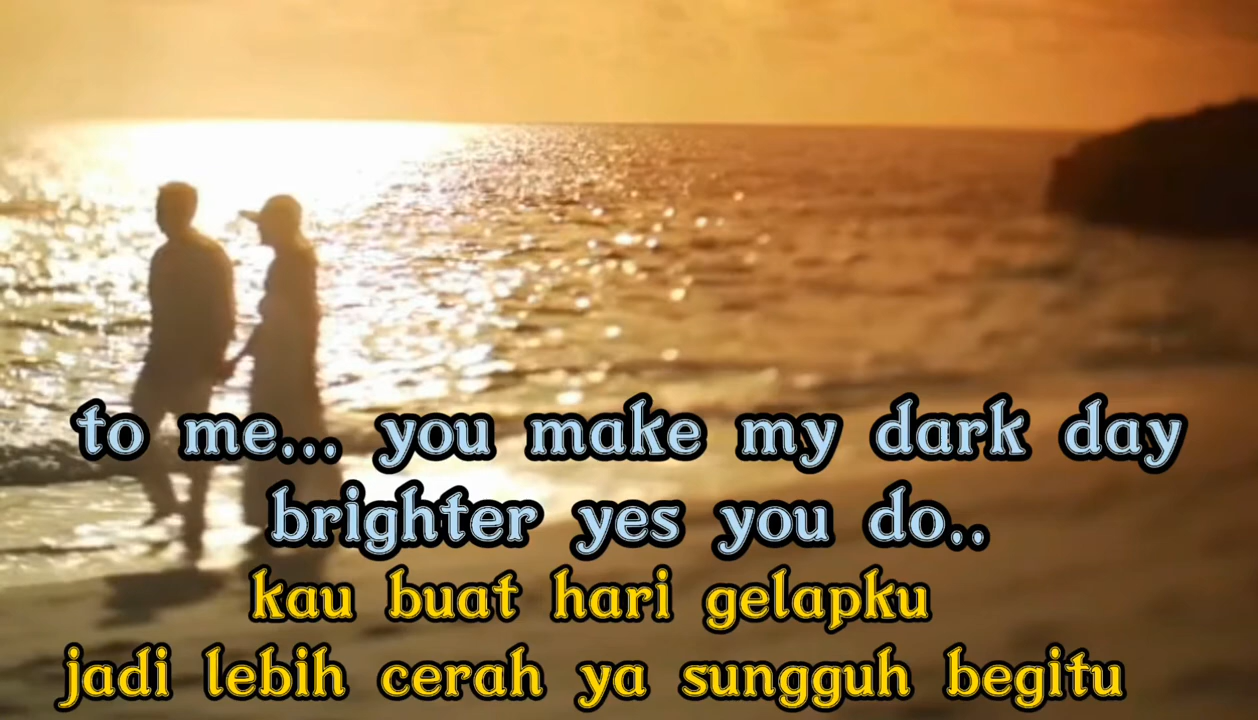 to me... you make my dark day
brighter yes you do..
kau buat hari gelapku
jadi lebih cerah ya sungguh begitu